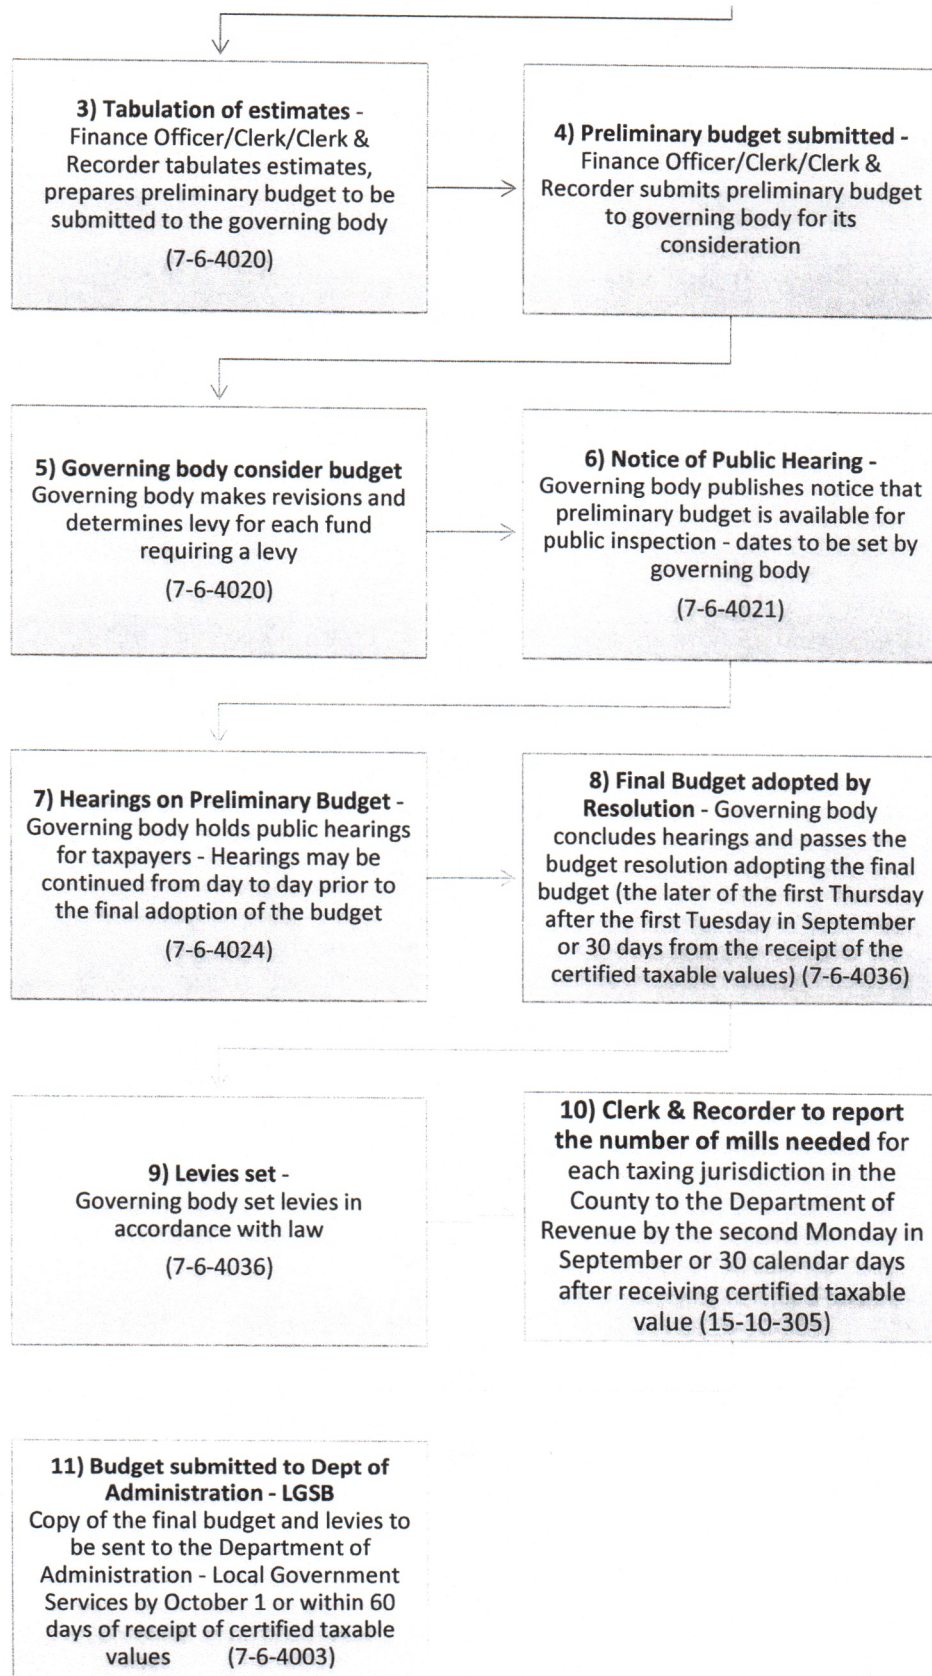 3) Tabulation of estimates -
Finance Officer/Clerk/Clerk &
Recorder tabulates estimates,
prepares preliminary budget to be
submitted to the governing body
(7-6-4020)
4) Preliminary budget submitted -
Finance Officer/Clerk/Clerk &
Recorder submits preliminary budget
to governing body for its
consideration
5) Governing body consider budget
Governing body makes revisions and
determines levy for each fund
requiring a levy
(7-6-4020)
6) Notice of Public Hearing -
Governing body publishes notice that
preliminary budget is available for
public inspection - dates to be set by
governing body
(7-6-4021)
7) Hearings on Preliminary Budget -
Governing body holds public hearings
for taxpayers - Hearings may be
continued from day to day prior to
the final adoption of the budget
(7-6-4024)
8) Final Budget adopted by
Resolution - Governing body
concludes hearings and passes the
budget resolution adopting the final
budget (the later of the first Thursday
after the first Tuesday in September
or 30 days from the receipt of the
certified taxable values) (7-6-4036)
9) Levies set -
Governing body set levies in
accordance with law
(7-6-4036)
10) Clerk & Recorder to report
the number of mills needed for
each taxing jurisdiction in the
County to the Department of
Revenue by the second Monday in
September or 30 calendar days
after receiving certified taxable
value (15-10-305)
11) Budget submitted to Dept of
Administration - LGSB
Copy of the final budget and levies to
be sent to the Department of
Administration - Local Government
Services by October 1 or within 60
days of receipt of certified taxable
values (7-6-4003)